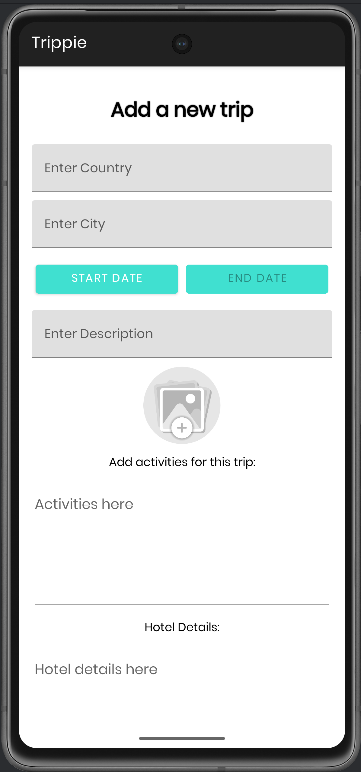 Trippie
Add a new trip
Enter Country
Enter City
START DATE
END DATE
Enter Description
Add activities for this trip:
Activities here
Hotel Details:
Hotel details here